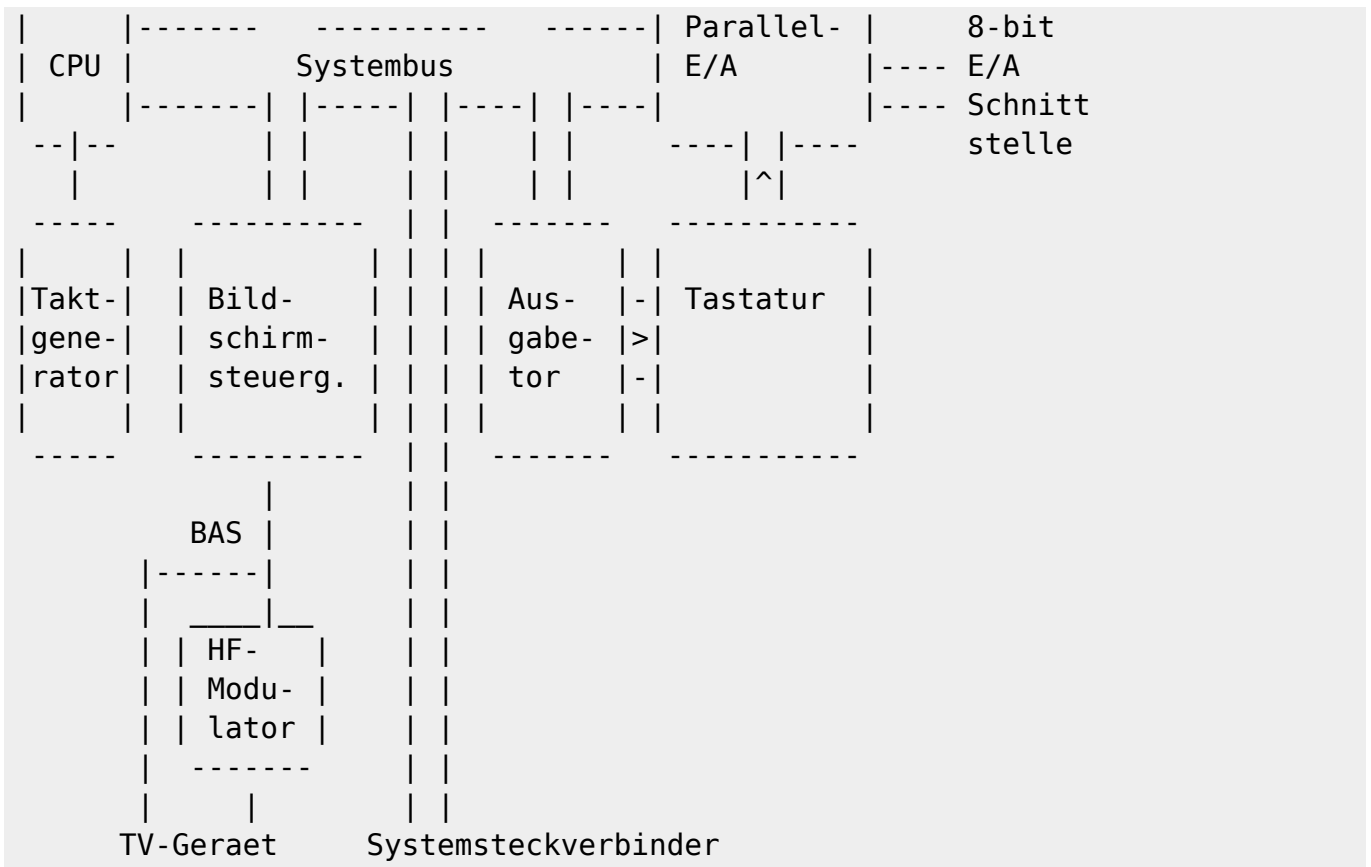 Parallel- 8-bit
CPU Systembus E/A E/A
Schnitt
stelle
Takt- Bild- Aus- Tastatur
gene- schirm- gabe-
rator steuerg. tor
BAS
HF-
Modu-
lator
TV-Geraet Systemsteckverbinder